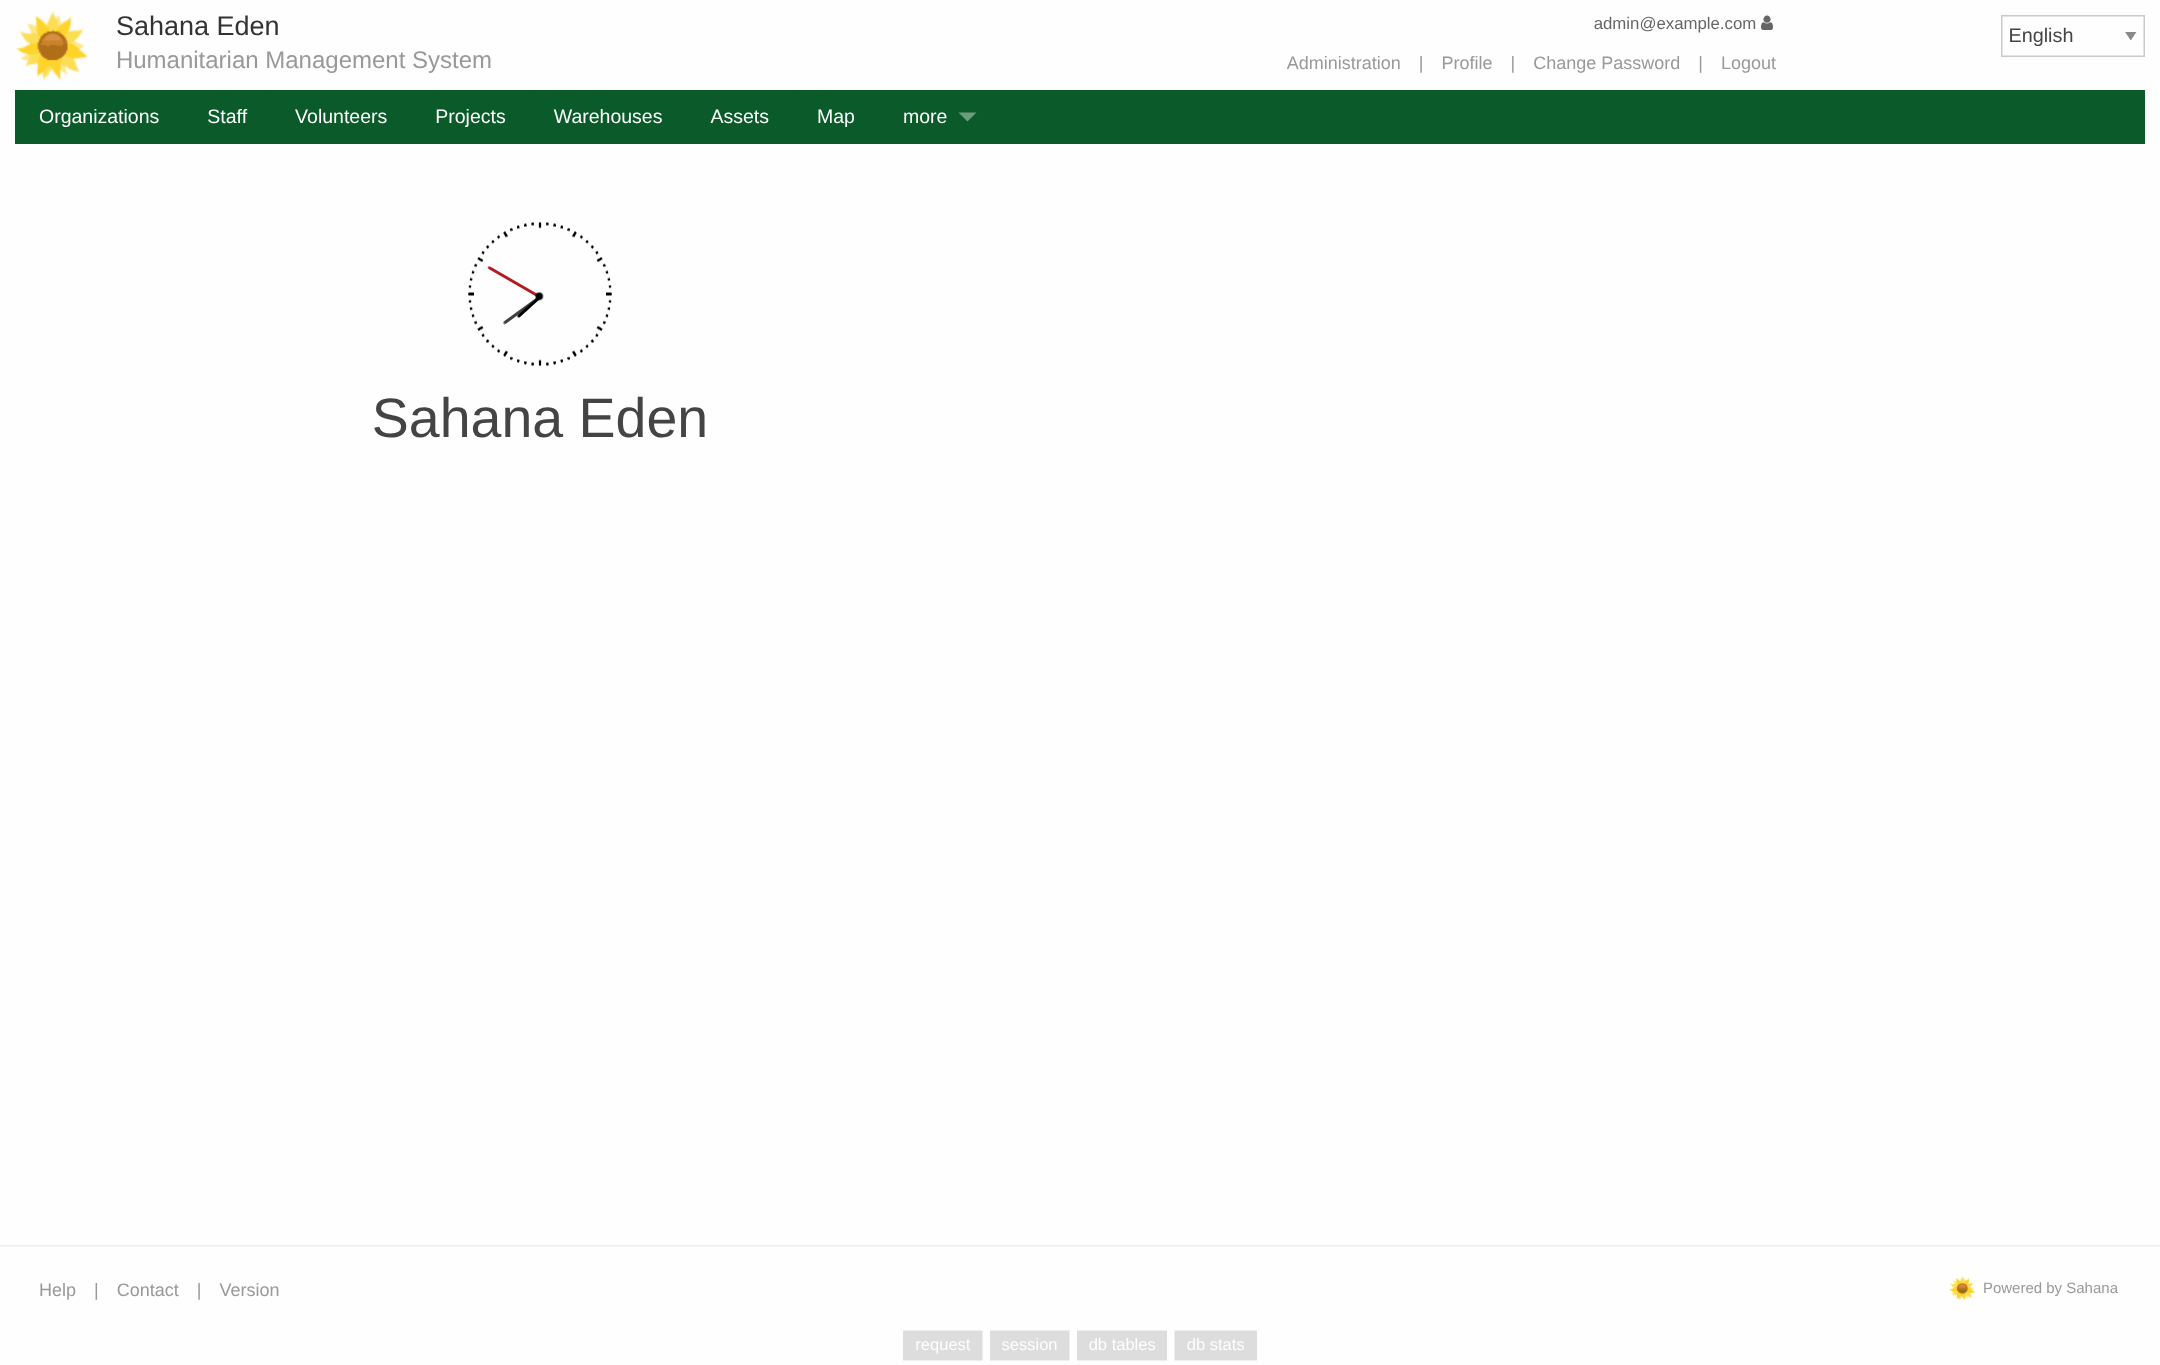 Sahana Eden
Humanitarian Management System
admin@example.com
Administration | Profile | Change Password | Logout
English
Organizations Staff Volunteers Projects Warehouses Assets Map more
Sahana Eden
Help | Contact | Version
Powered by Sahana
request session db tables db stats